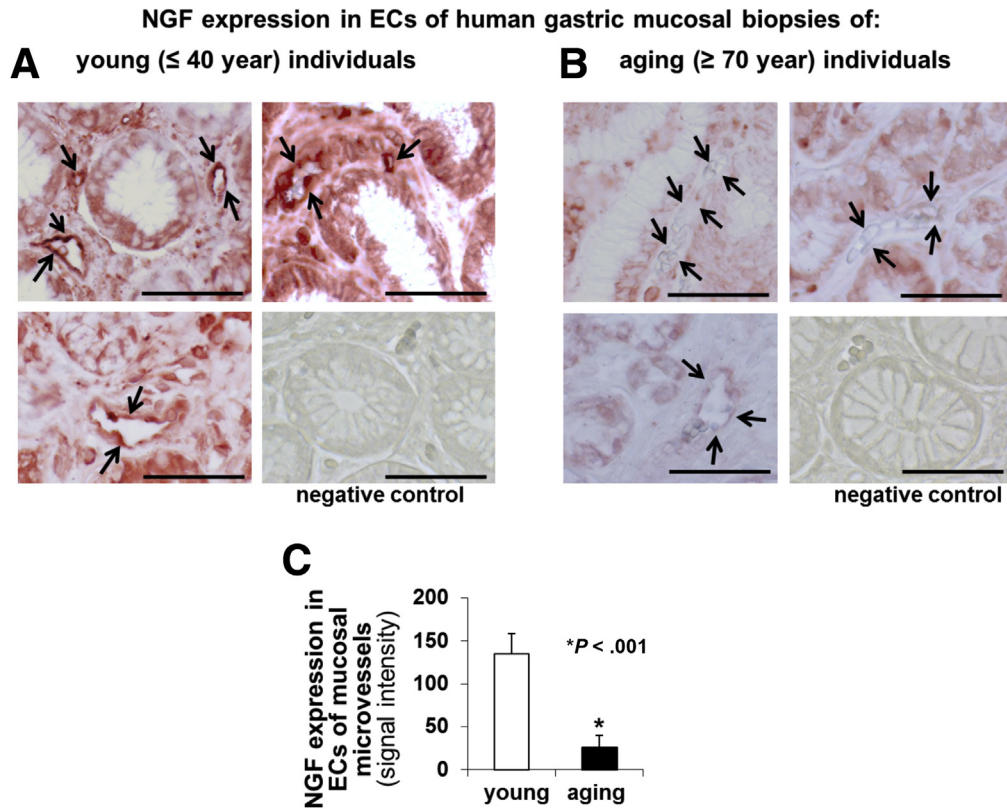 NGF expression in ECs of human gastric mucosal biopsies of:
A young (≤ 40 year) individuals
B aging (≥ 70 year) individuals
negative control
negative control
C
NGF expression in
ECs of mucosal
microvessels
(signal intensity)
200
150
100
50
0
*P < .001
*
young aging